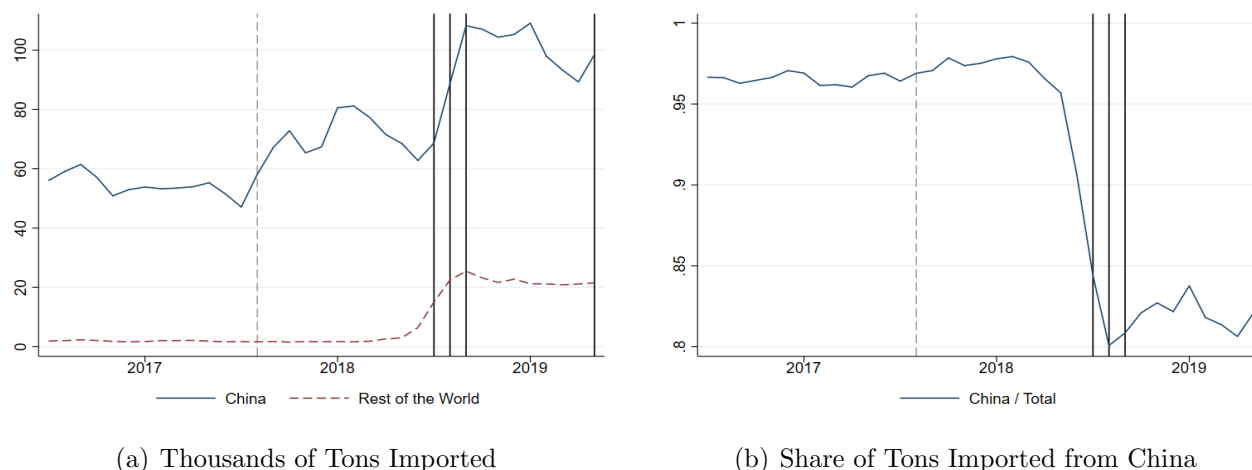 100
80
60
40
20
0
2017 2018 2019
China Rest of the World
(a) Thousands of Tons Imported
1
.95
.9
.85
.8
2017 2018 2019
China / Total
(b) Share of Tons Imported from China